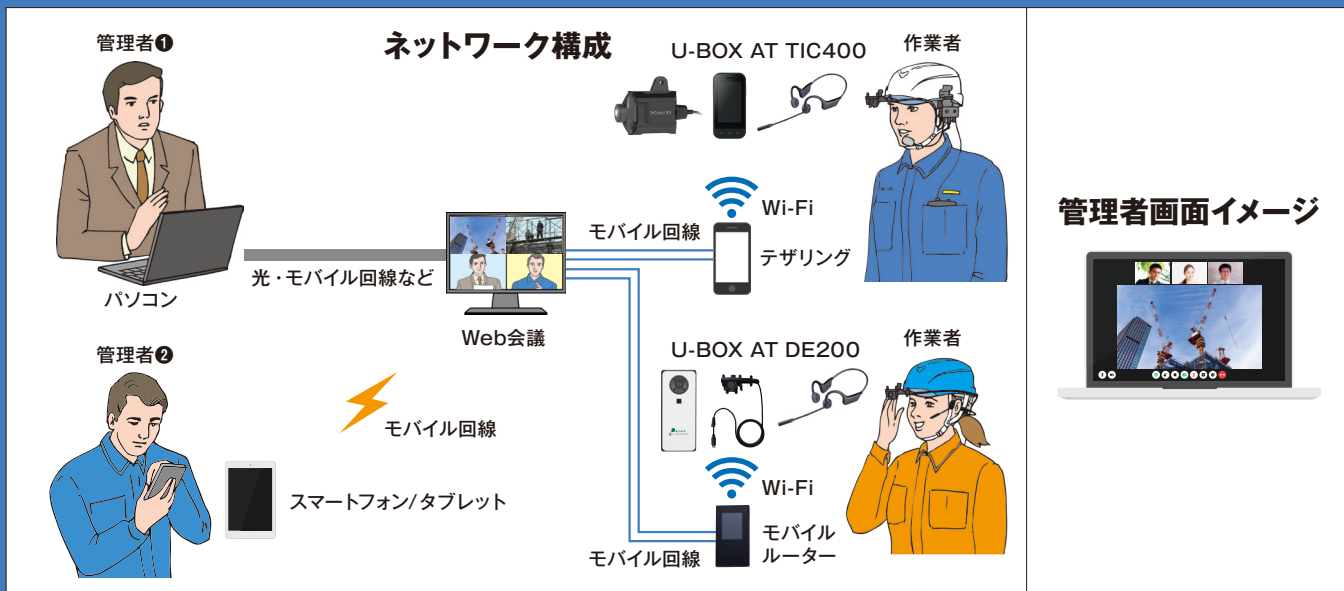 ネットワーク構成
管理者❶
パソコン
光・モバイル回線など
Web会議
管理者❷
モバイル回線
スマートフォン/タブレット
U-BOX AT TIC400
作業者
Xacti
モバイル回線
Wi-Fi
テザリング
U-BOX AT DE200
作業者
Wi-Fi
モバイル
ルーター
モバイル回線
管理者画面イメージ